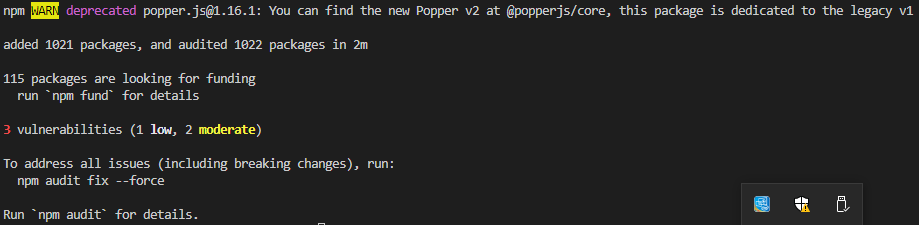 npm WARN deprecated popper.js@1.16.1: You can find the new Popper v2 at @popperjs/core, this package is dedicated to the legacy v1
added 1021 packages, and audited 1022 packages in 2m
115 packages are looking for funding
  run `npm fund` for details
3 vulnerabilities (1 low, 2 moderate)
To address all issues (including breaking changes), run:
  npm audit fix --force
Run `npm audit` for details.